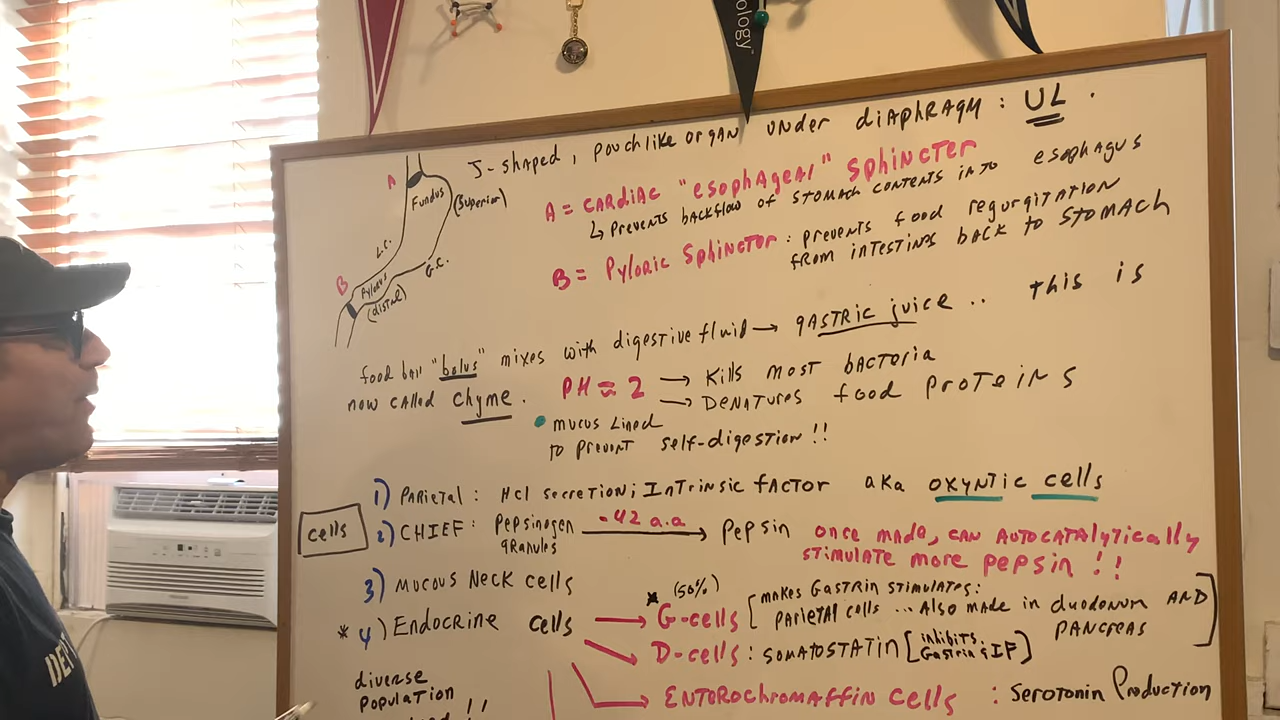 ology
J-shaped, pouchlike organ under diaphragm: UL.
A
Fundus
(Superior)
L.C.
G.C.
B
Pylorus
(distal)
A = CARDIAC "esophageal" sphincter
↳ Prevents backflow of stomach contents into esophagus
B = Pyloric Sphincter: prevents food regurgitation
from intestines back to stomach
food ball "bolus" mixes with digestive fluid → gastric juice .. this is
now called chyme.
PH ≈ 2 → Kills most bacteria
→ Denatures food proteins
• mucus lined
to prevent self-digestion!!
cells
1) Parietal: Hcl secretion; Intrinsic factor aka oxyntic cells
2) CHIEF: Pepsinogen granules -42 a.a → Pepsin once made, can autocatalytically
stimulate more pepsin!!
3) Mucous Neck cells
* 4) Endocrine cells → G-cells (50%) [makes Gastrin stimulates:
parietal cells ... Also made in duodonum AND
PANCREAS]
D-cells: somatostatin [inhibits Gastrin; IF]
Enterochromaffin cells : Serotonin Production
diverse
population
!!
DE